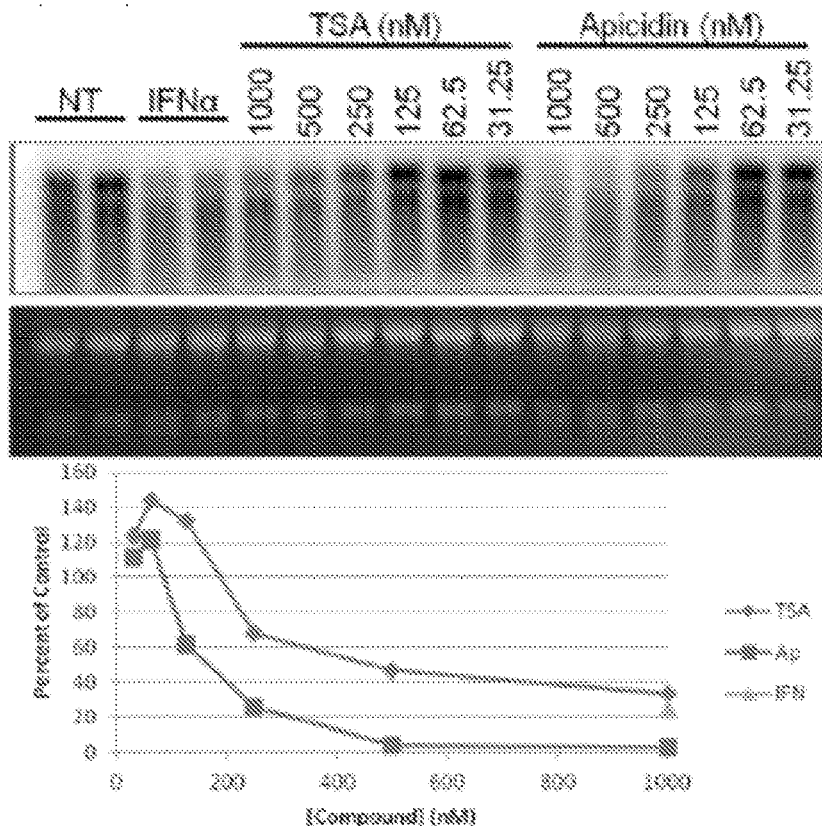 TSA (nM) Apicidin (nM)
NT IFNα 1000 500 250 125 62.5 31.25 1000 500 250 125 62.5 31.25
160
140
120
100
80
60
40
20
0
Percent of Control
0 200 400 600 800 1000
[Compound] (nM)
TSA
Ap
IFN